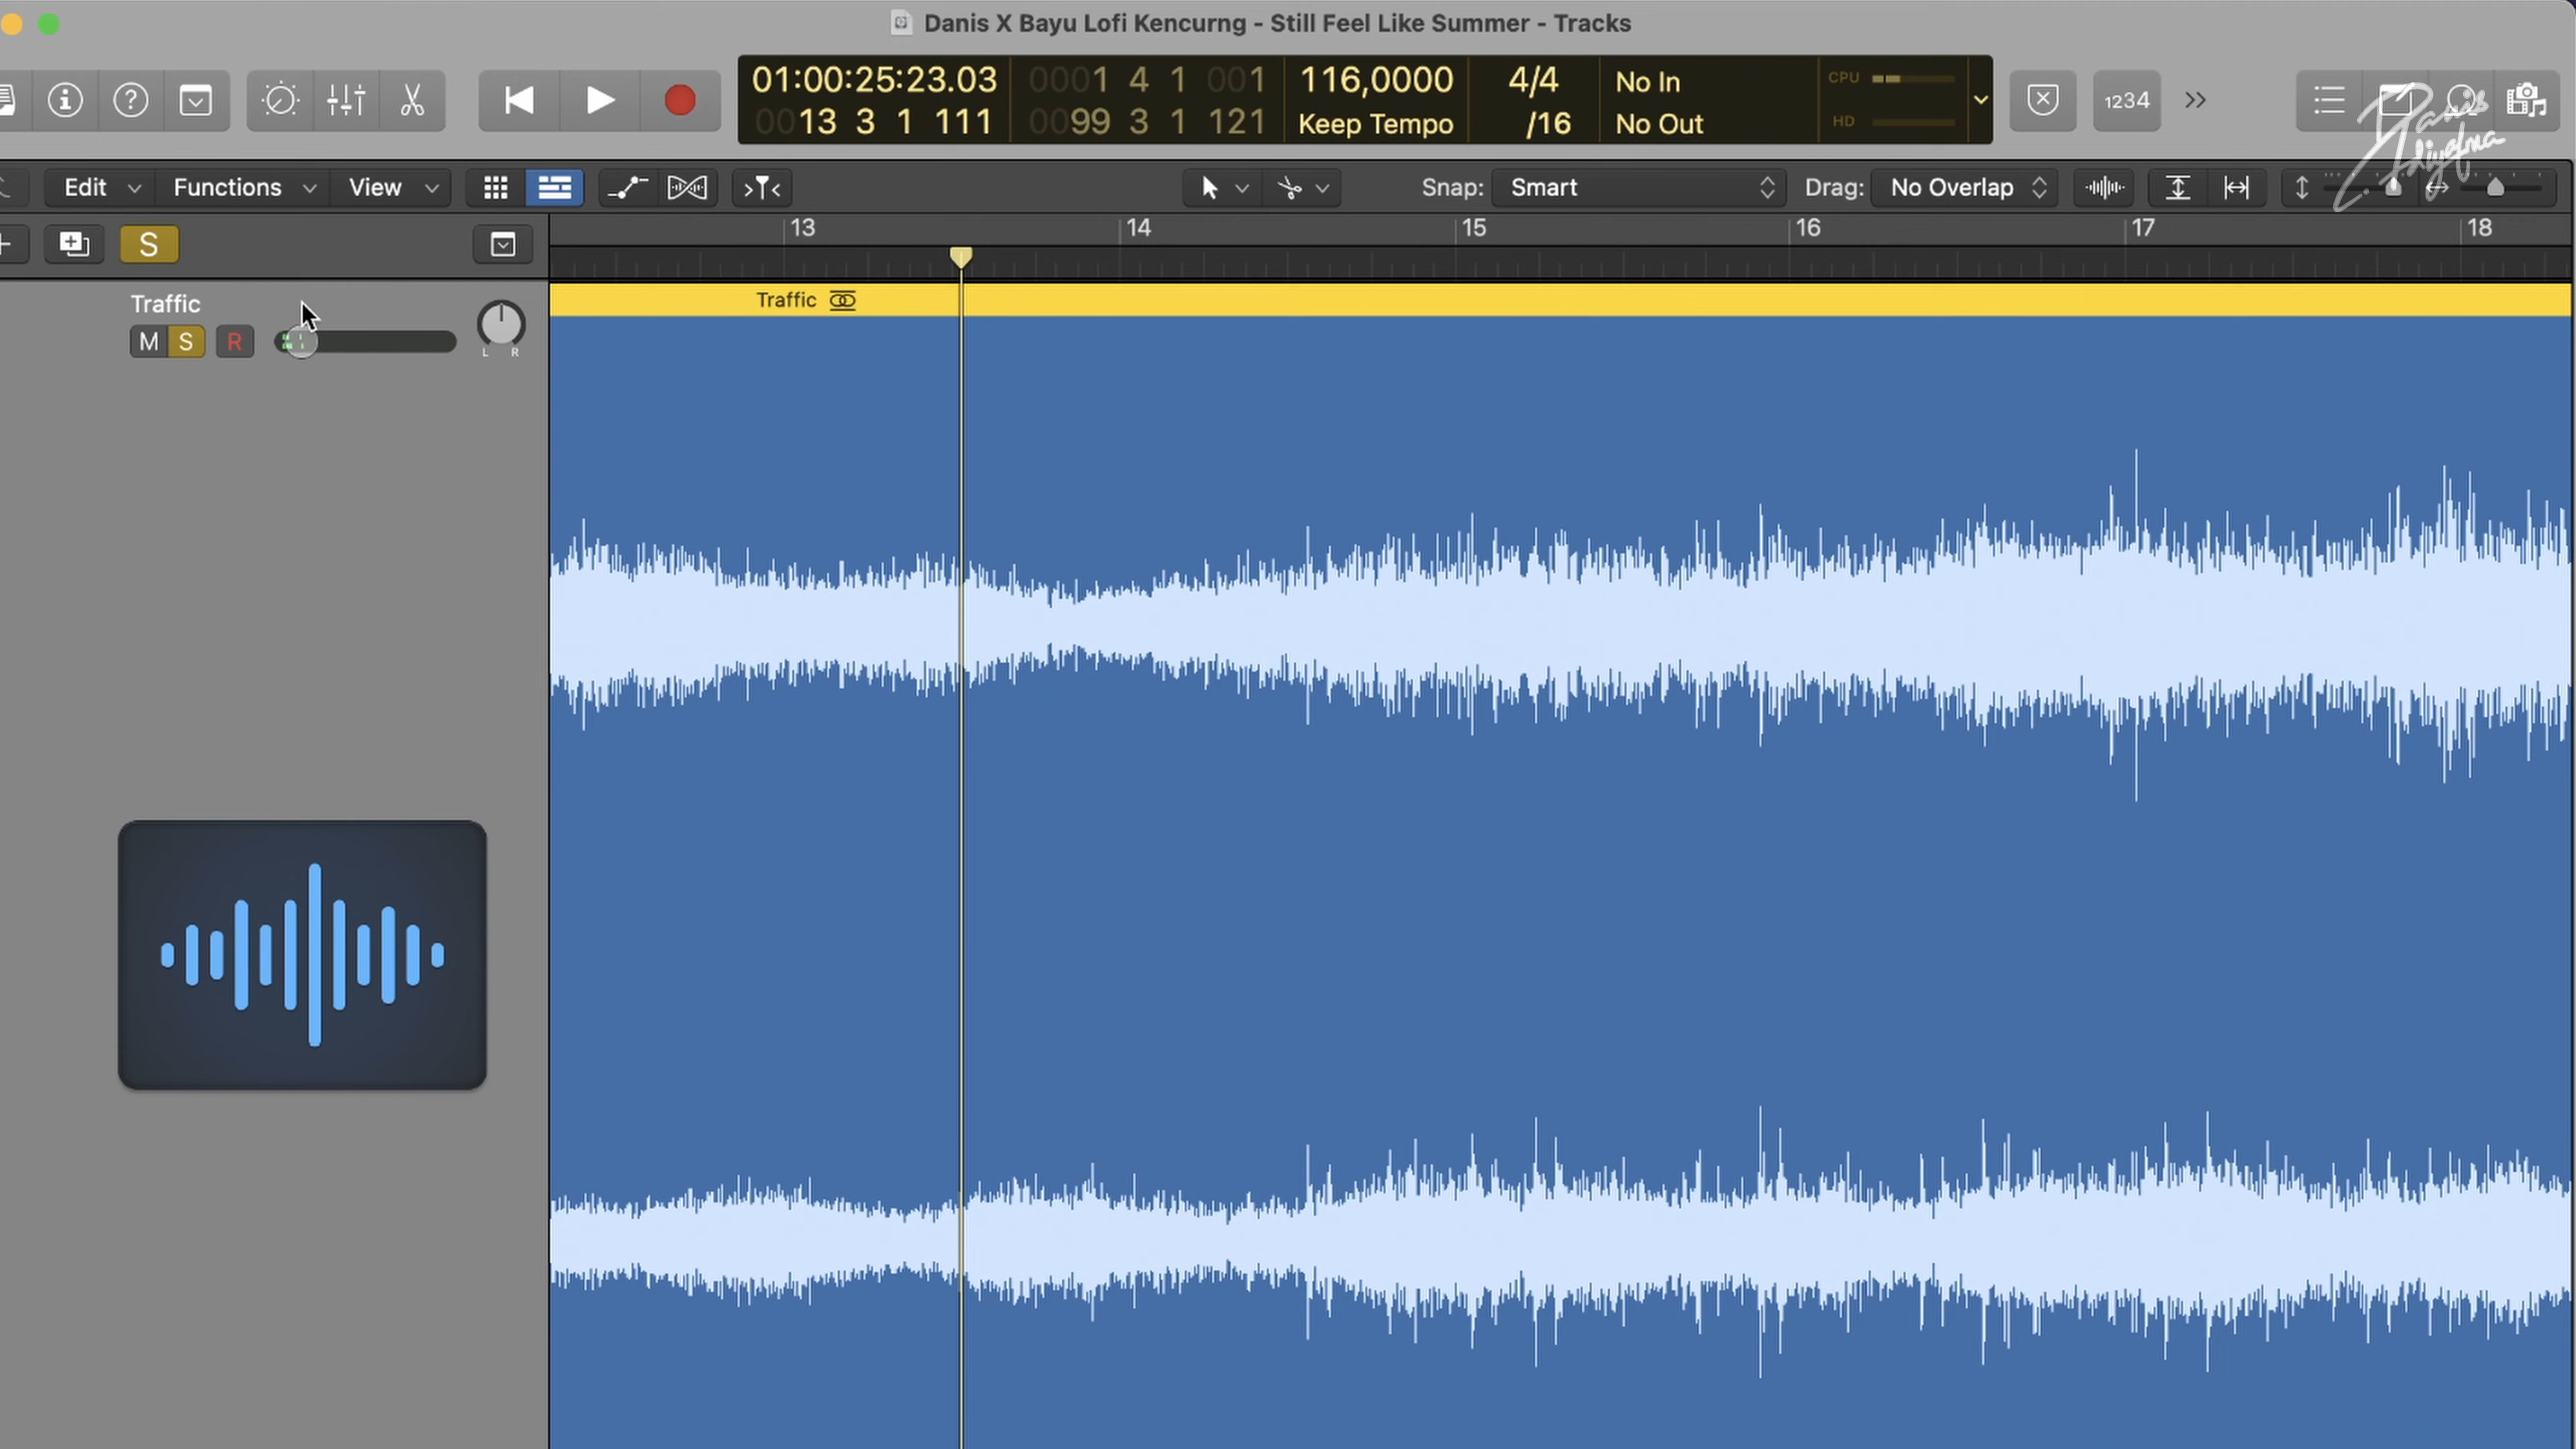 Danis X Bayu Lofi Kencurng - Still Feel Like Summer - Tracks
01:00:25:23.03 0001 4 1 001 116,0000 4/4 No In CPU
0013 3 1 111 0099 3 1 121 Keep Tempo /16 No Out HD
1234
Edit Functions View Snap: Smart Drag: No Overlap
S 13 14 15 16 17 18
Traffic
Traffic
M S R L R